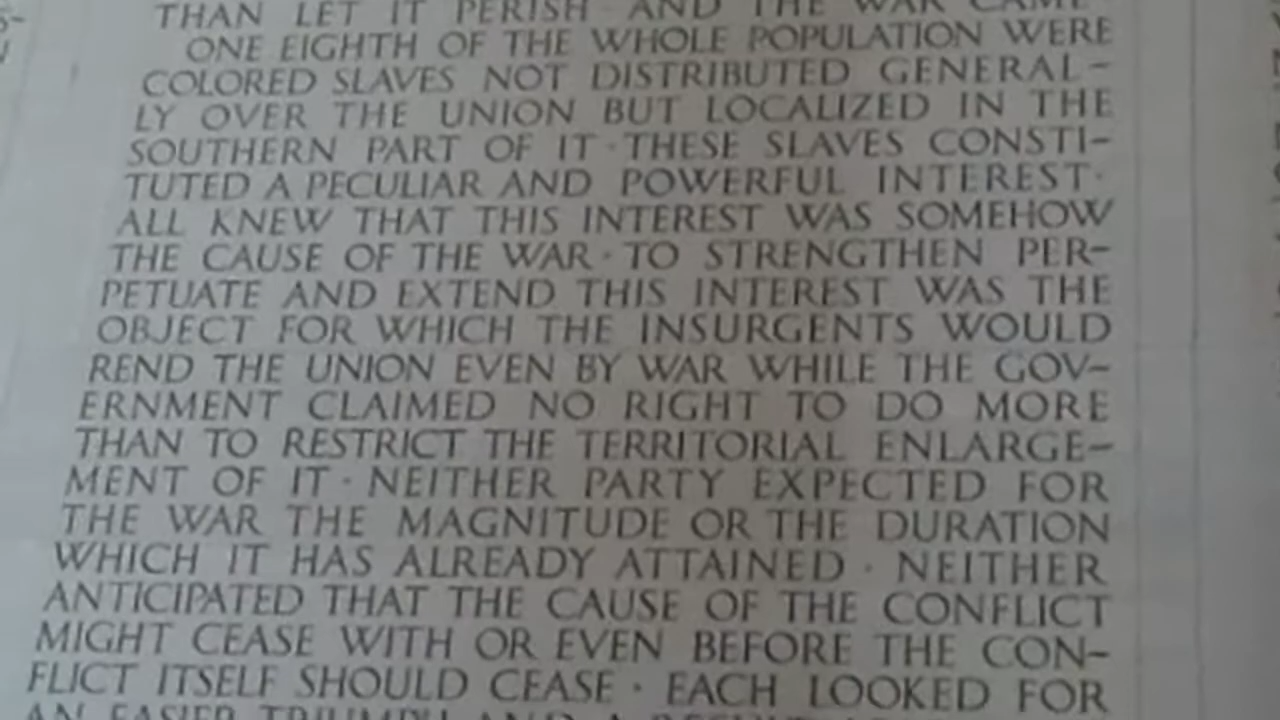 THAN LET IT PERISH · AND THE WAR CAME ·
ONE EIGHTH OF THE WHOLE POPULATION WERE
COLORED SLAVES NOT DISTRIBUTED GENERAL-
LY OVER THE UNION BUT LOCALIZED IN THE
SOUTHERN PART OF IT · THESE SLAVES CONSTI-
TUTED A PECULIAR AND POWERFUL INTEREST ·
ALL KNEW THAT THIS INTEREST WAS SOMEHOW
THE CAUSE OF THE WAR · TO STRENGTHEN PER-
PETUATE AND EXTEND THIS INTEREST WAS THE
OBJECT FOR WHICH THE INSURGENTS WOULD
REND THE UNION EVEN BY WAR WHILE THE GOV-
ERNMENT CLAIMED NO RIGHT TO DO MORE
THAN TO RESTRICT THE TERRITORIAL ENLARGE-
MENT OF IT · NEITHER PARTY EXPECTED FOR
THE WAR THE MAGNITUDE OR THE DURATION
WHICH IT HAS ALREADY ATTAINED · NEITHER
ANTICIPATED THAT THE CAUSE OF THE CONFLICT
MIGHT CEASE WITH OR EVEN BEFORE THE CON-
FLICT ITSELF SHOULD CEASE · EACH LOOKED FOR
AN EASIER TRIUMPH AND A